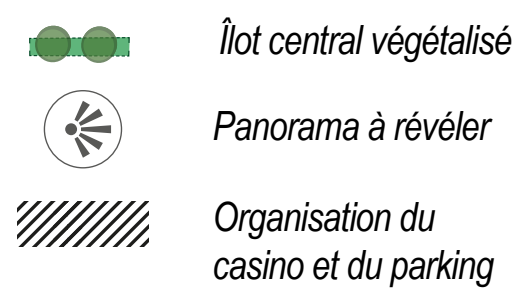 Îlot central végétalisé
Panorama à révéler
Organisation du
casino et du parking